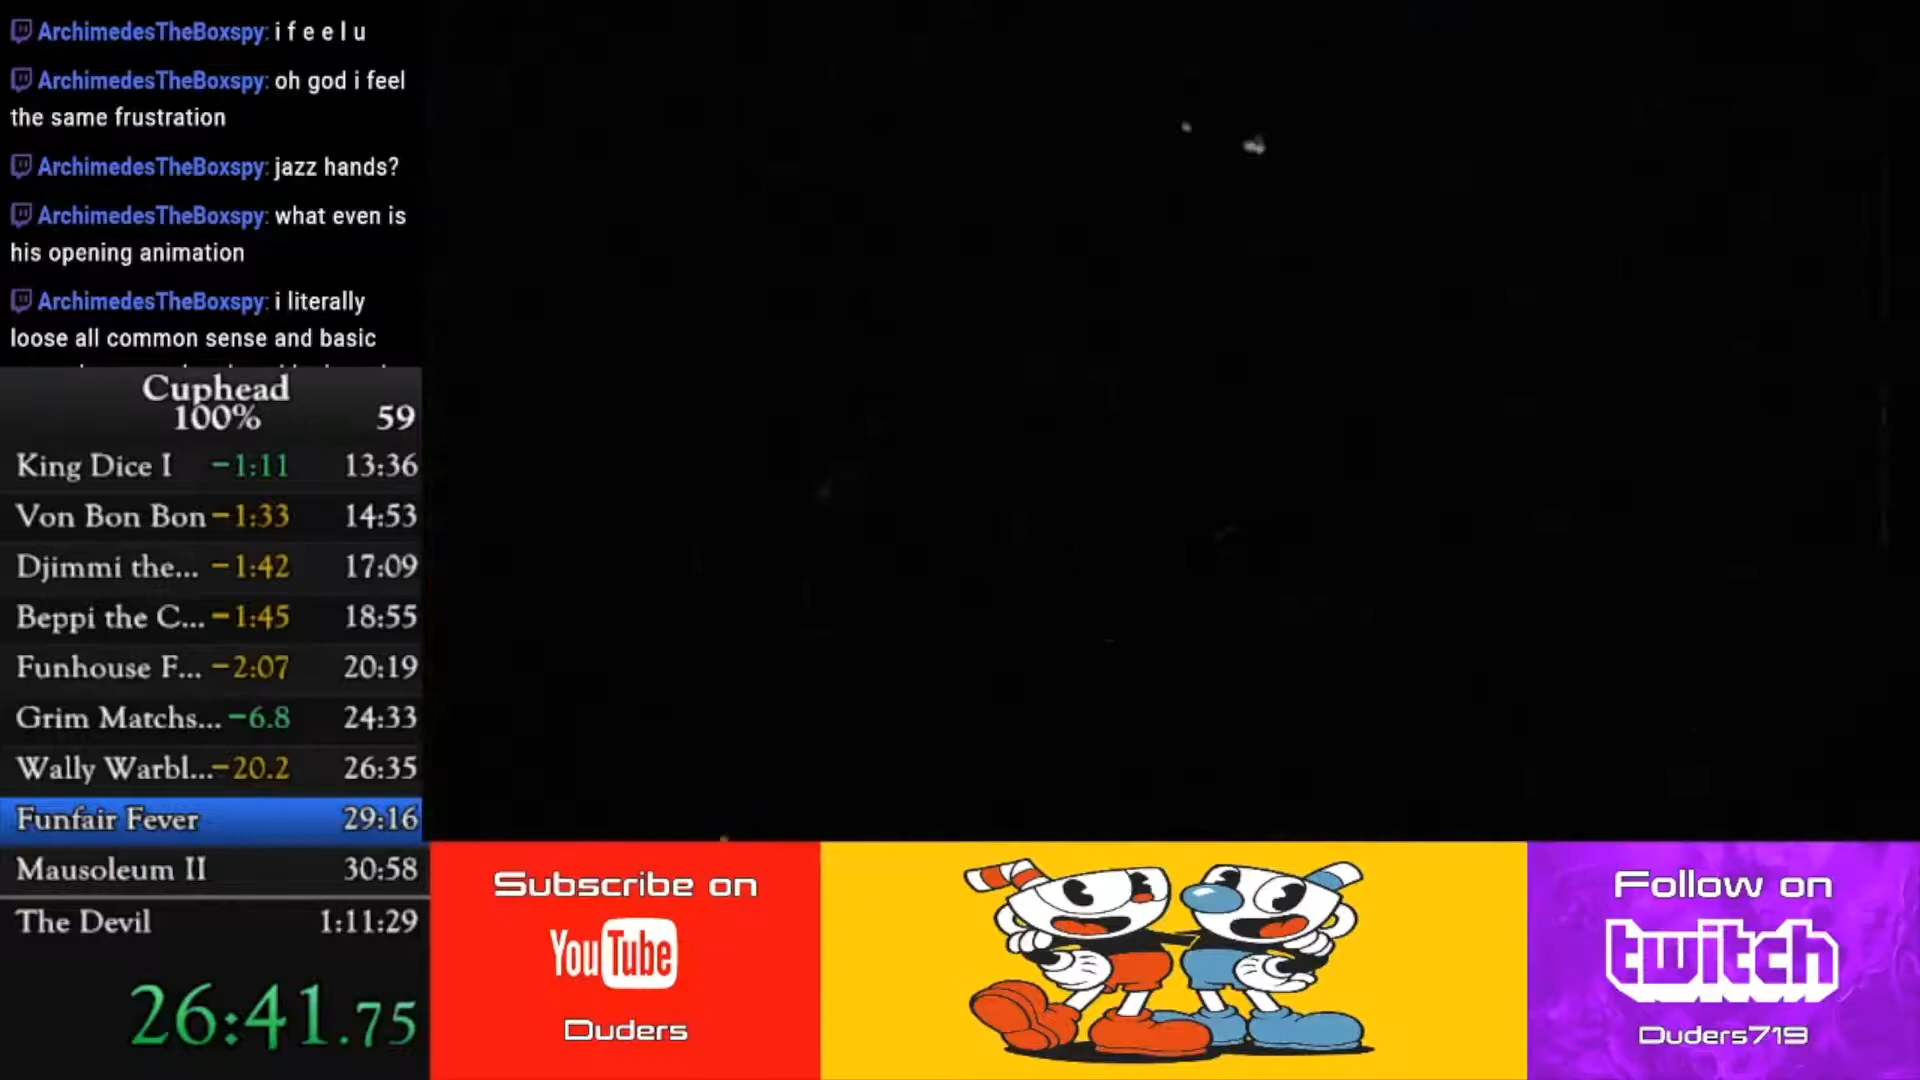 ArchimedesTheBoxspy: i f e e l u
ArchimedesTheBoxspy: oh god i feel
the same frustration
ArchimedesTheBoxspy: jazz hands?
ArchimedesTheBoxspy: what even is
his opening animation
ArchimedesTheBoxspy: i literally
loose all common sense and basic
Cuphead
100% 59
King Dice I -1:11 13:36
Von Bon Bon -1:33 14:53
Djimmi the... -1:42 17:09
Beppi the C... -1:45 18:55
Funhouse F... -2:07 20:19
Grim Matchs... -6.8 24:33
Wally Warbl... -20.2 26:35
Funfair Fever 29:16
Mausoleum II 30:58
The Devil 1:11:29
26:41.75
Subscribe on
YouTube
Duders
Follow on
twitch
Duders719